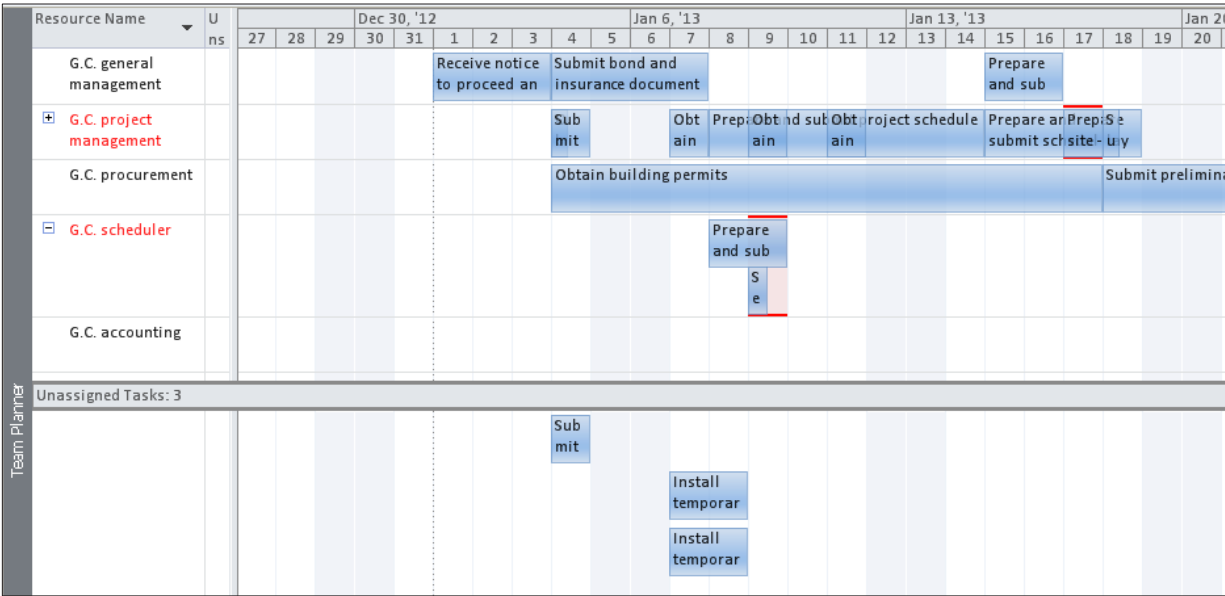 Resource Name
U
ns
Dec 30, '12
Jan 6, '13
Jan 13, '13
Jan 20
27 28 29 30 31 1 2 3 4 5 6 7 8 9 10 11 12 13 14 15 16 17 18 19 20
G.C. general
management
Receive notice
to proceed an
Submit bond and
insurance document
Prepare
and sub
G.C. project
management
Sub
mit
Obt
ain
Obt
ain
Obt
ain
project schedule
Prepare
submit
site-
G.C. procurement
Obtain building permits
Submit prelimina
G.C. scheduler
Prepare
and sub
S
e
G.C. accounting
Team Planner
Unassigned Tasks: 3
Sub
mit
Install
temporar
Install
temporar